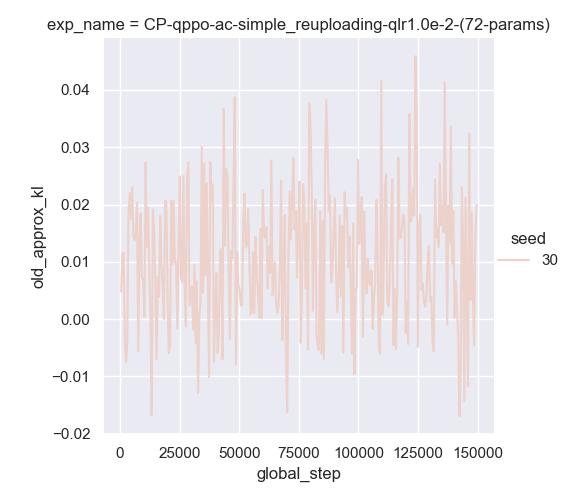 exp_name = CP-qppo-ac-simple_reuploading-qlr1.0e-2-(72-params)
0.04
0.03
0.02
0.01
0.00
−0.01
−0.02
old_approx_kl
0 25000 50000 75000 100000 125000 150000
global_step
seed
30